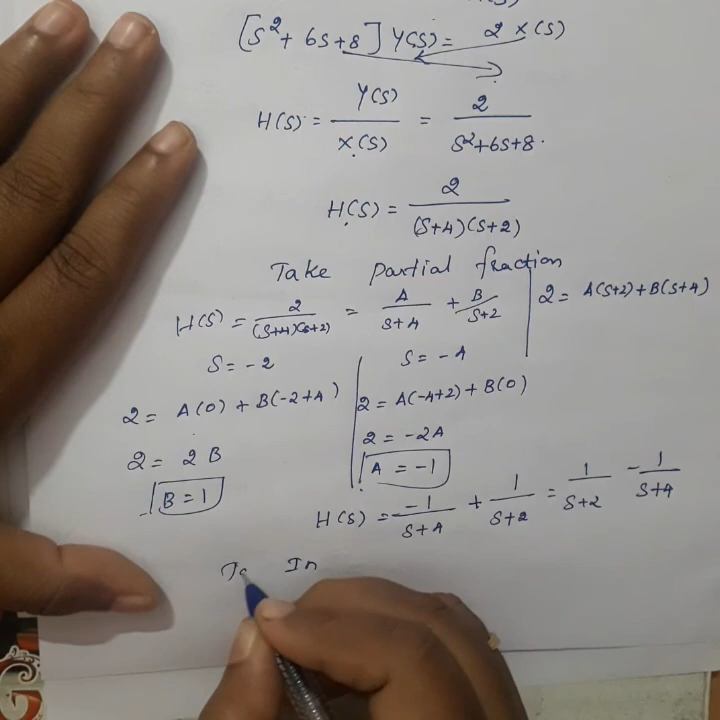 [S²+ 6S+8] Y(S) = 2 X(S)
H(S) = Y(S)/X(S) = 2/(S²+6S+8)
H(S) = 2/((S+4)(S+2))
Take Partial fraction
H(S) = 2/((S+4)(S+2)) = A/(S+4) + B/(S+2) | 2 = A(S+2)+B(S+4)
S = -2
2 = A(0) + B(-2+4)
2 = 2B
B = 1
S = -4
2 = A(-4+2) + B(0)
2 = -2A
A = -1
H(S) = -1/(S+4) + 1/(S+2) = 1/(S+2) - 1/(S+4)
In